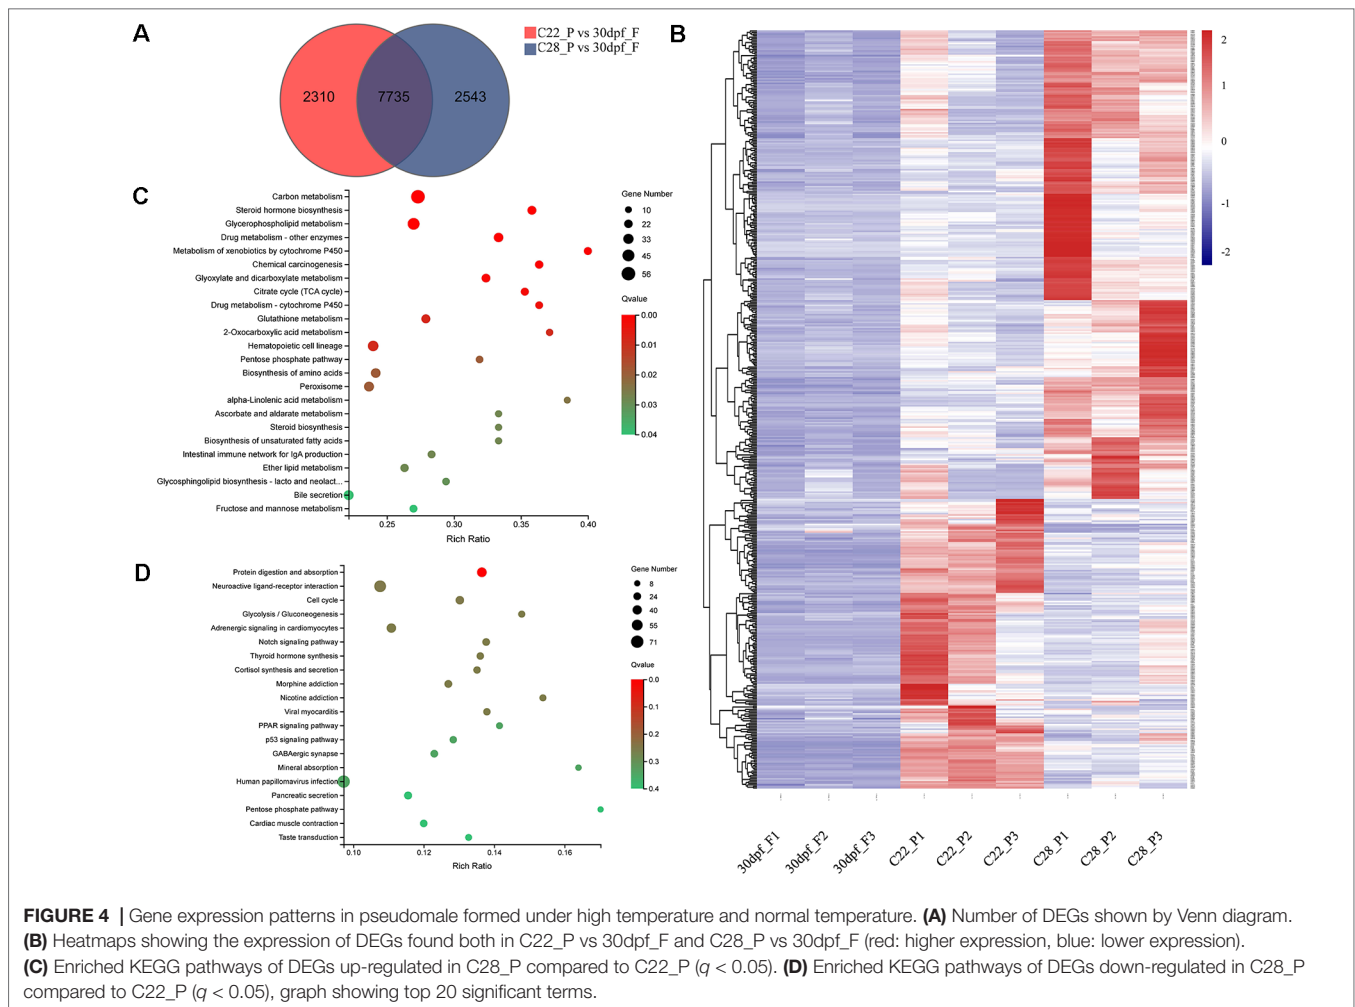 A
C22_P vs 30dpf_F
C28_P vs 30dpf_F
2310
7735
2543
B
2
1
0
-1
-2
30dpf_F1
30dpf_F2
30dpf_F3
C22_P1
C22_P2
C22_P3
C28_P1
C28_P2
C28_P3
C
Carbon metabolism
Steroid hormone biosynthesis
Glycerophospholipid metabolism
Drug metabolism - other enzymes
Metabolism of xenobiotics by cytochrome P450
Chemical carcinogenesis
Glyoxylate and dicarboxylate metabolism
Citrate cycle (TCA cycle)
Drug metabolism - cytochrome P450
Glutathione metabolism
2-Oxocarboxylic acid metabolism
Hematopoietic cell lineage
Pentose phosphate pathway
Biosynthesis of amino acids
Peroxisome
alpha-Linolenic acid metabolism
Ascorbate and aldarate metabolism
Steroid biosynthesis
Biosynthesis of unsaturated fatty acids
Intestinal immune network for IgA production
Ether lipid metabolism
Glycosphingolipid biosynthesis - lacto and neolact...
Bile secretion
Fructose and mannose metabolism
0.25 0.30 0.35 0.40
Rich Ratio
Gene Number
10
22
33
45
56
Qvalue
0.00
0.01
0.02
0.03
0.04
D
Protein digestion and absorption
Neuroactive ligand-receptor interaction
Cell cycle
Glycolysis / Gluconeogenesis
Adrenergic signaling in cardiomyocytes
Notch signaling pathway
Thyroid hormone synthesis
Cortisol synthesis and secretion
Morphine addiction
Nicotine addiction
Viral myocarditis
PPAR signaling pathway
p53 signaling pathway
GABAergic synapse
Mineral absorption
Human papillomavirus infection
Pancreatic secretion
Pentose phosphate pathway
Cardiac muscle contraction
Taste transduction
0.10 0.12 0.14 0.16
Rich Ratio
Gene Number
8
24
40
55
71
Qvalue
0.0
0.1
0.2
0.3
0.4
FIGURE 4 | Gene expression patterns in pseudomale formed under high temperature and normal temperature. (A) Number of DEGs shown by Venn diagram.
(B) Heatmaps showing the expression of DEGs found both in C22_P vs 30dpf_F and C28_P vs 30dpf_F (red: higher expression, blue: lower expression).
(C) Enriched KEGG pathways of DEGs up-regulated in C28_P compared to C22_P (q < 0.05). (D) Enriched KEGG pathways of DEGs down-regulated in C28_P
compared to C22_P (q < 0.05), graph showing top 20 significant terms.